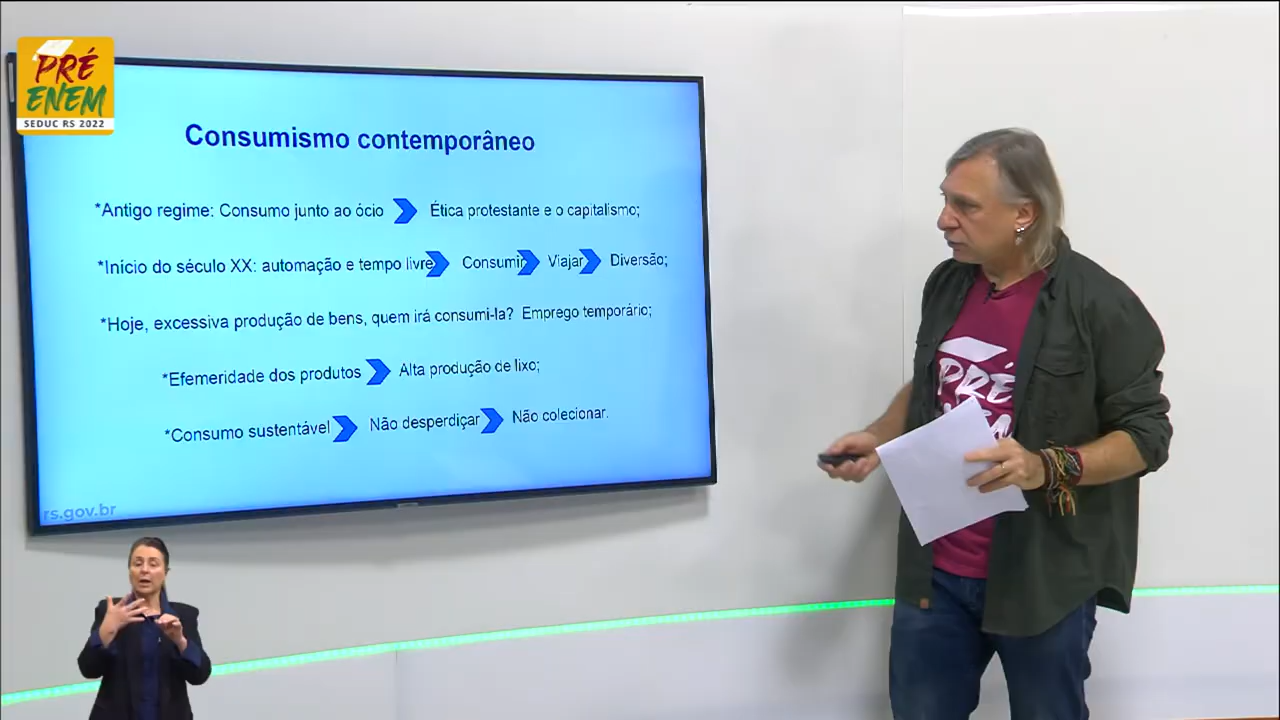 PRÉ
ENEM
SEDUC RS 2022
Consumismo contemporâneo
*Antigo regime: Consumo junto ao ócio Ética protestante e o capitalismo;
*Início do século XX: automação e tempo livre Consumir Viajar Diversão;
*Hoje, excessiva produção de bens, quem irá consumi-la? Emprego temporário;
*Efemeridade dos produtos Alta produção de lixo;
*Consumo sustentável Não desperdiçar Não colecionar.
rs.gov.br
PRÉ